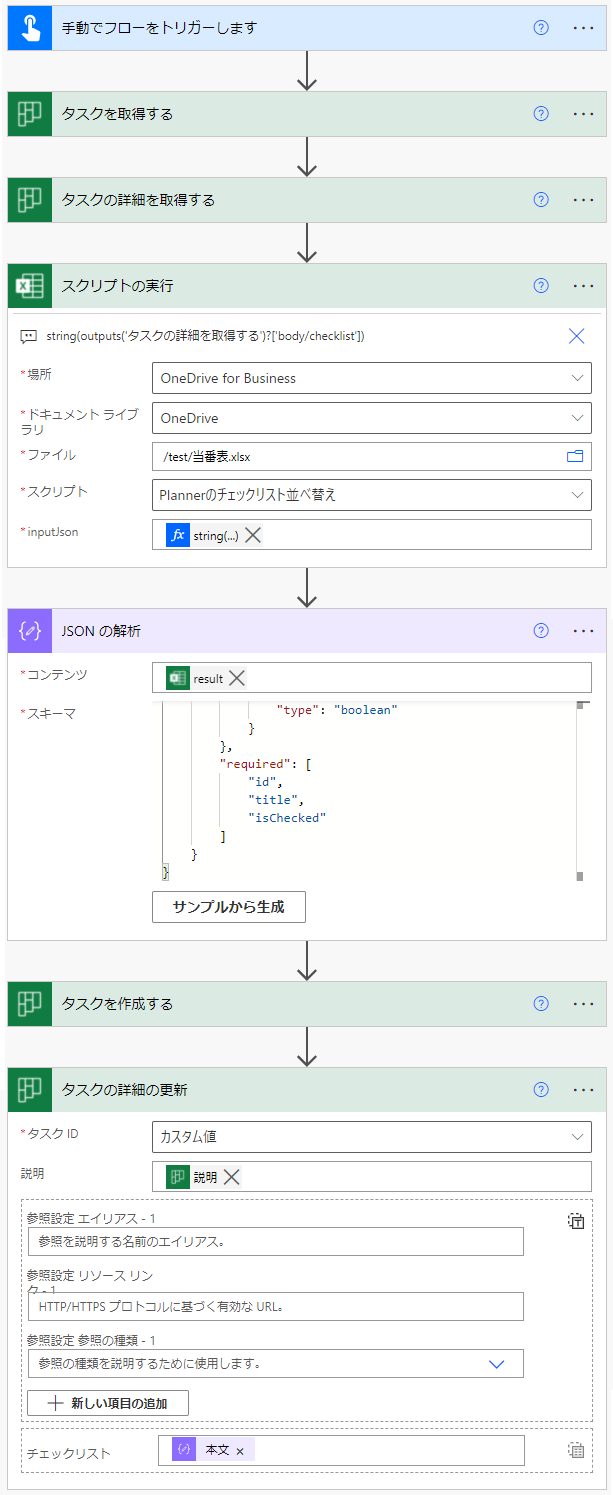 手動でフローをトリガーします
タスクを取得する
タスクの詳細を取得する
スクリプトの実行
string(outputs('タスクの詳細を取得する')?['body/checklist'])
*場所
OneDrive for Business
*ドキュメント ライブ
ラリ
OneDrive
*ファイル
/test/当番表.xlsx
*スクリプト
Plannerのチェックリスト並べ替え
*inputJson
fx string(...)
JSON の解析
*コンテンツ
result
*スキーマ
"type": "boolean"
}
},
"required": [
"id",
"title",
"isChecked"
]
}
}
サンプルから生成
タスクを作成する
タスクの詳細の更新
*タスク ID
カスタム値
説明
説明
参照設定 エイリアス - 1
参照を説明する名前のエイリアス。
参照設定 リソース リン
ク - 1
HTTP/HTTPS プロトコルに基づく有効な URL。
参照設定 参照の種類 - 1
参照の種類を説明するために使用します。
新しい項目の追加
チェックリスト
本文